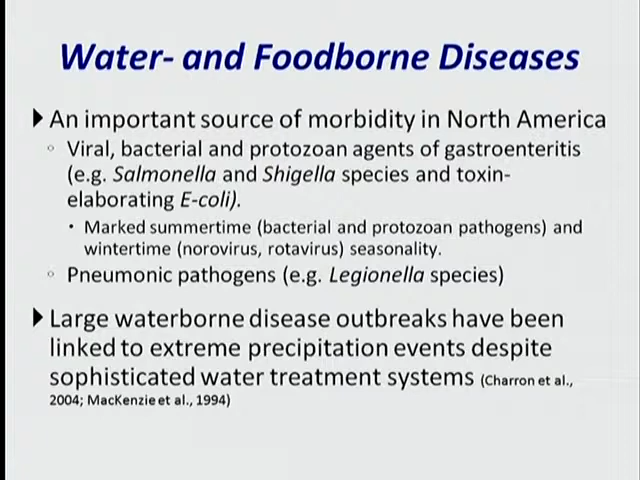 Water- and Foodborne Diseases
An important source of morbidity in North America
Viral, bacterial and protozoan agents of gastroenteritis
(e.g. Salmonella and Shigella species and toxin-
elaborating E-coli).
Marked summertime (bacterial and protozoan pathogens) and
wintertime (norovirus, rotavirus) seasonality.
Pneumonic pathogens (e.g. Legionella species)
Large waterborne disease outbreaks have been
linked to extreme precipitation events despite
sophisticated water treatment systems (Charron et al.,
2004; MacKenzie et al., 1994)